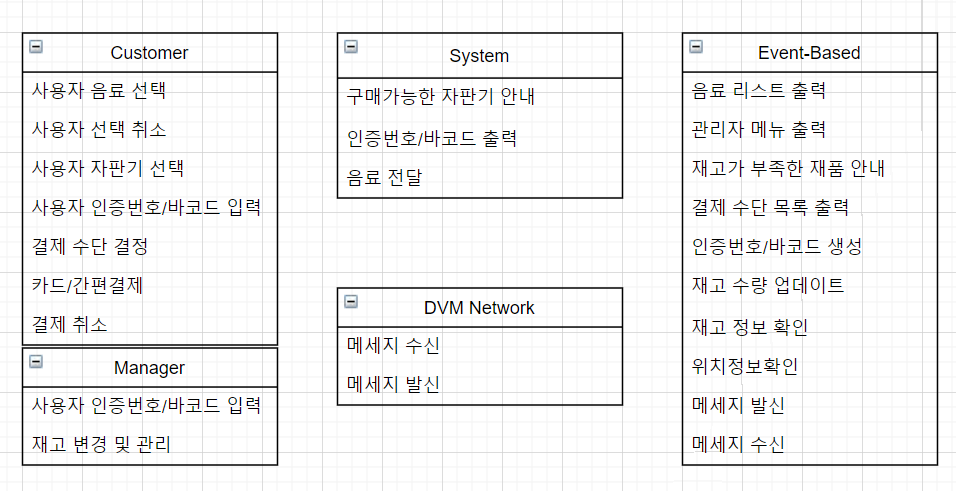 Customer
사용자 음료 선택
사용자 선택 취소
사용자 자판기 선택
사용자 인증번호/바코드 입력
결제 수단 결정
카드/간편결제
결제 취소
Manager
사용자 인증번호/바코드 입력
재고 변경 및 관리
System
구매가능한 자판기 안내
인증번호/바코드 출력
음료 전달
DVM Network
메세지 수신
메세지 발신
Event-Based
음료 리스트 출력
관리자 메뉴 출력
재고가 부족한 재품 안내
결제 수단 목록 출력
인증번호/바코드 생성
재고 수량 업데이트
재고 정보 확인
위치정보확인
메세지 발신
메세지 수신